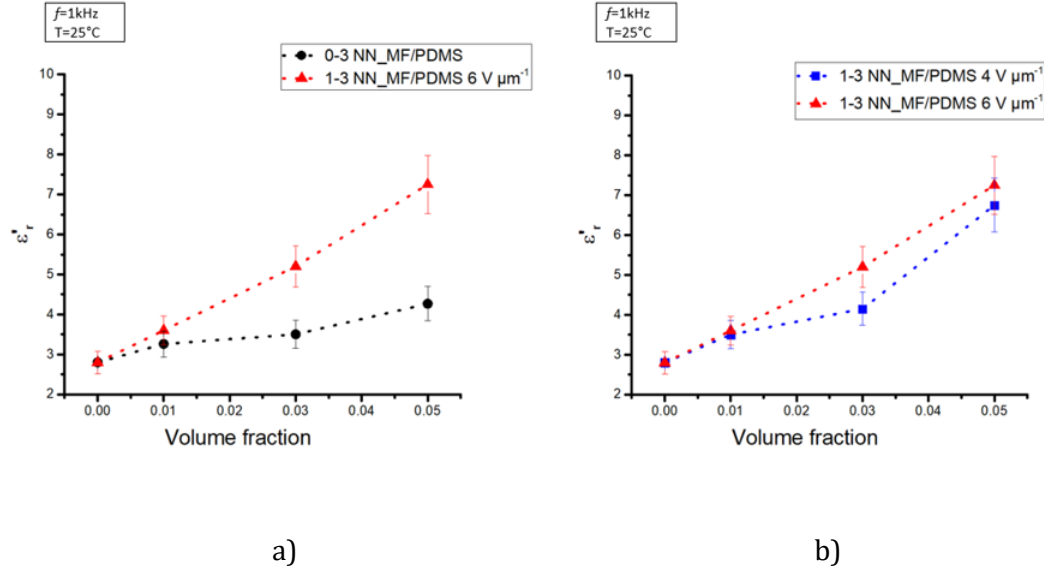 f=1kHz
T=25°C
0-3 NN_MF/PDMS
1-3 NN_MF/PDMS 6 V µm⁻¹
10
9
8
7
6
5
4
3
2
ε'r
0.00 0.01 0.02 0.03 0.04 0.05
Volume fraction
a)
f=1kHz
T=25°C
1-3 NN_MF/PDMS 4 V µm⁻¹
1-3 NN_MF/PDMS 6 V µm⁻¹
10
9
8
7
6
5
4
3
2
ε'r
0.00 0.01 0.02 0.03 0.04 0.05
Volume fraction
b)